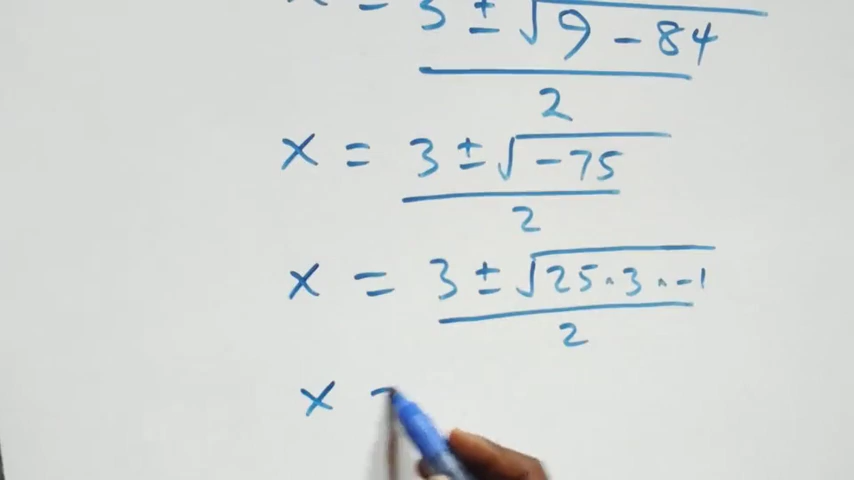 x = 3 ± √9 - 84
2
x = 3 ± √-75
2
x = 3 ± √25 · 3 · -1
2
x =